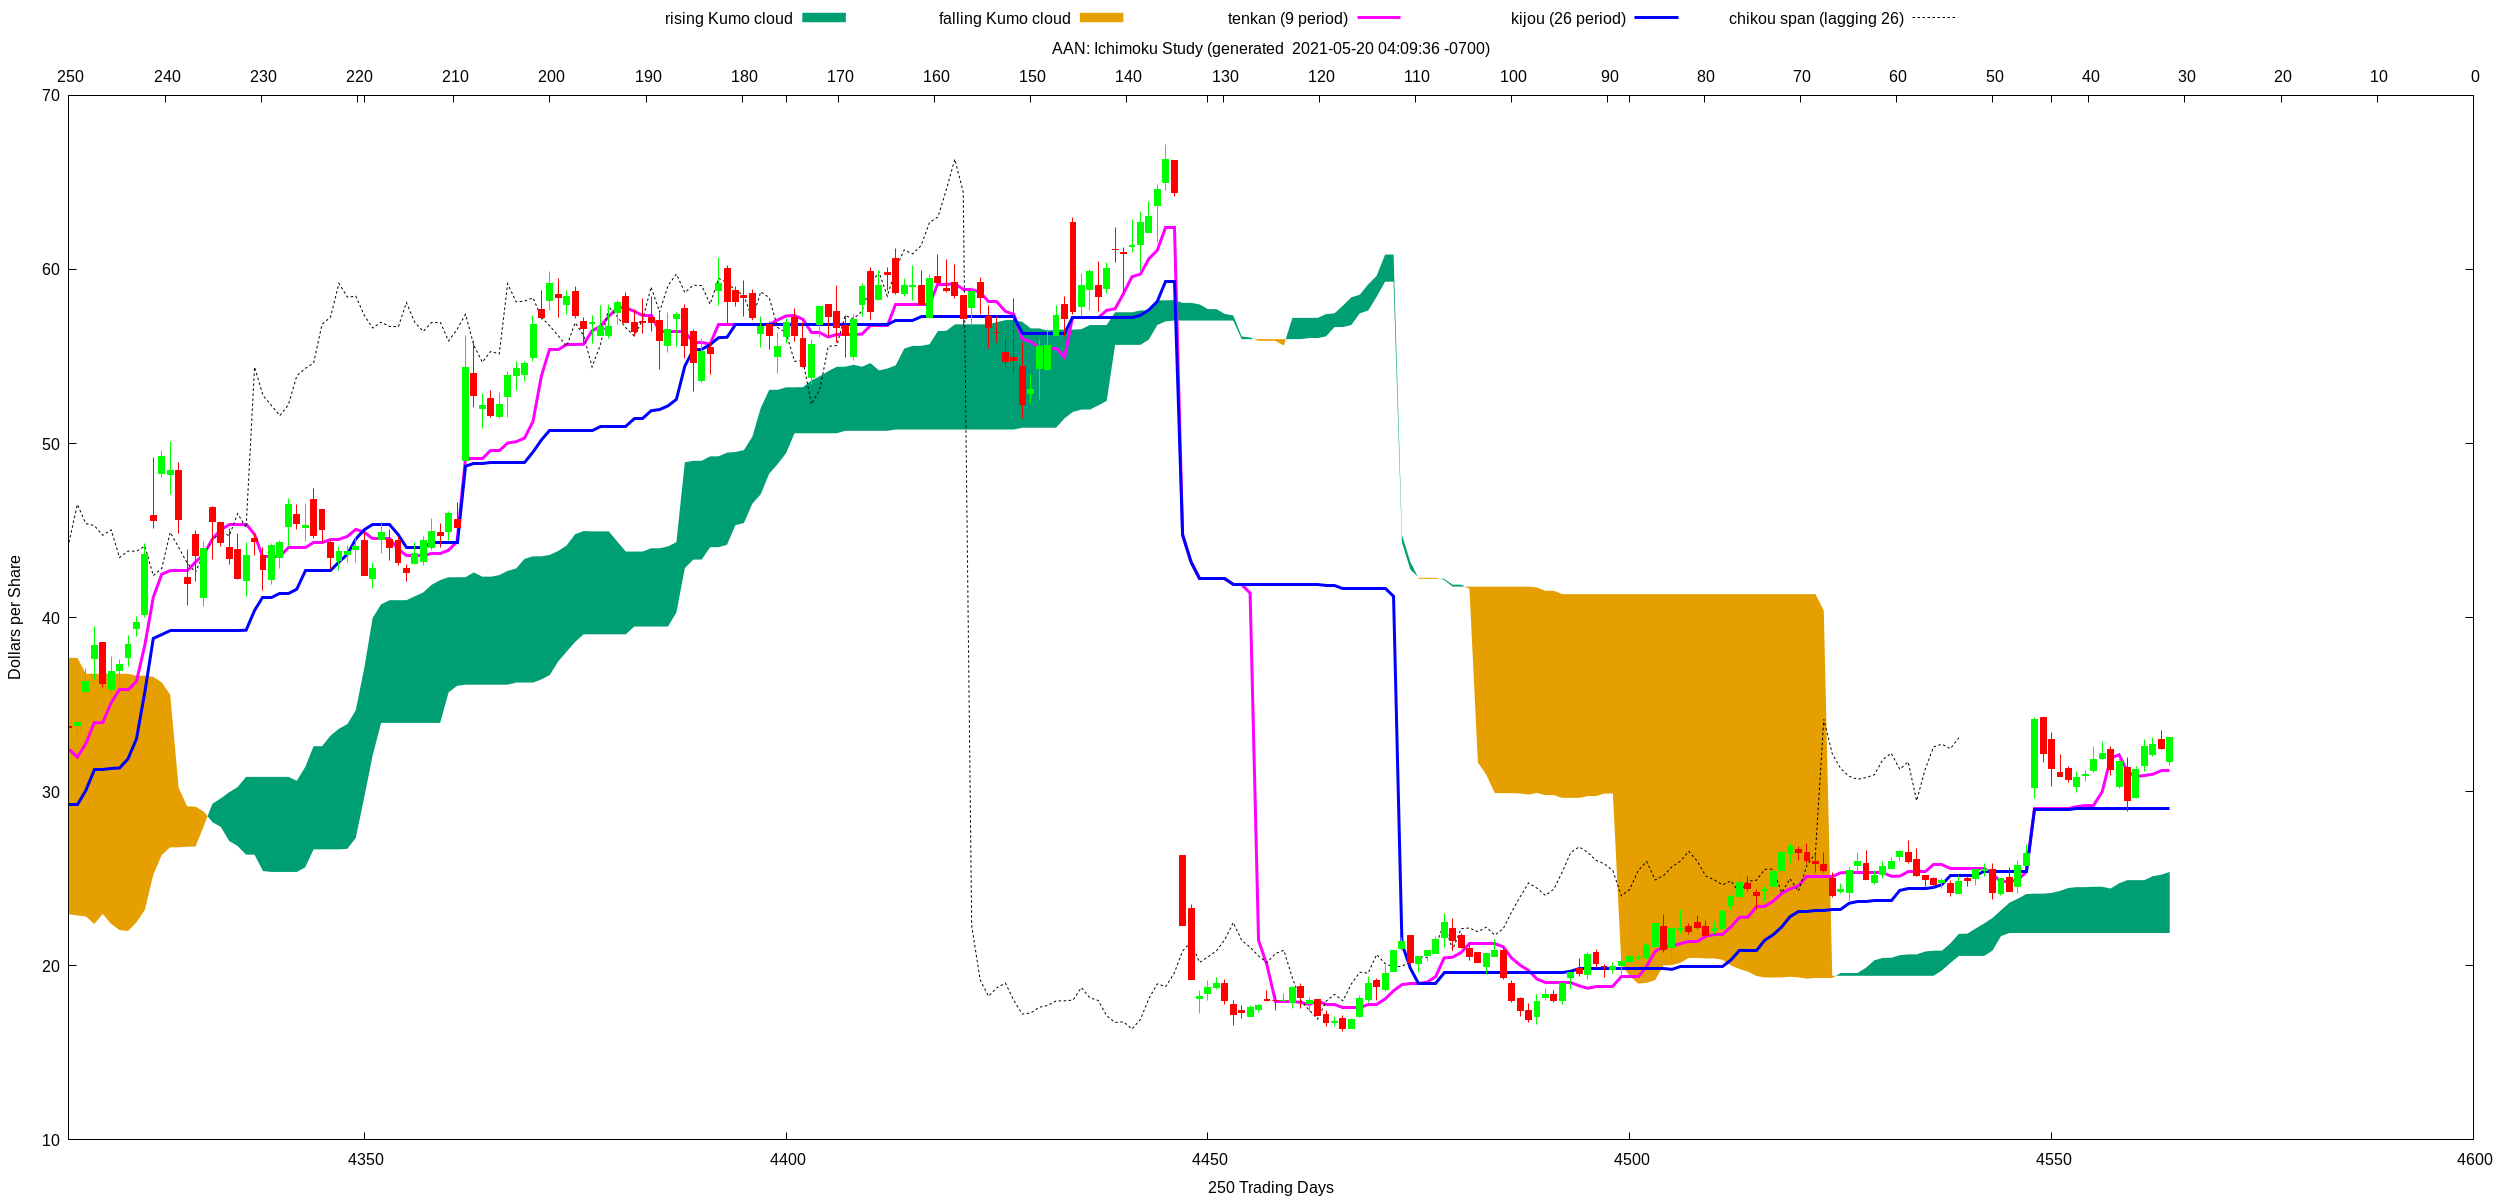 rising Kumo cloud falling Kumo cloud tenkan (9 period) kijou (26 period) chikou span (lagging 26)
AAN: Ichimoku Study (generated  2021-05-20 04:09:36 -0700)
250 240 230 220 210 200 190 180 170 160 150 140 130 120 110 100 90 80 70 60 50 40 30 20 10 0
70
60
50
40
30
20
10
Dollars per Share
4350 4400 4450 4500 4550 4600
250 Trading Days